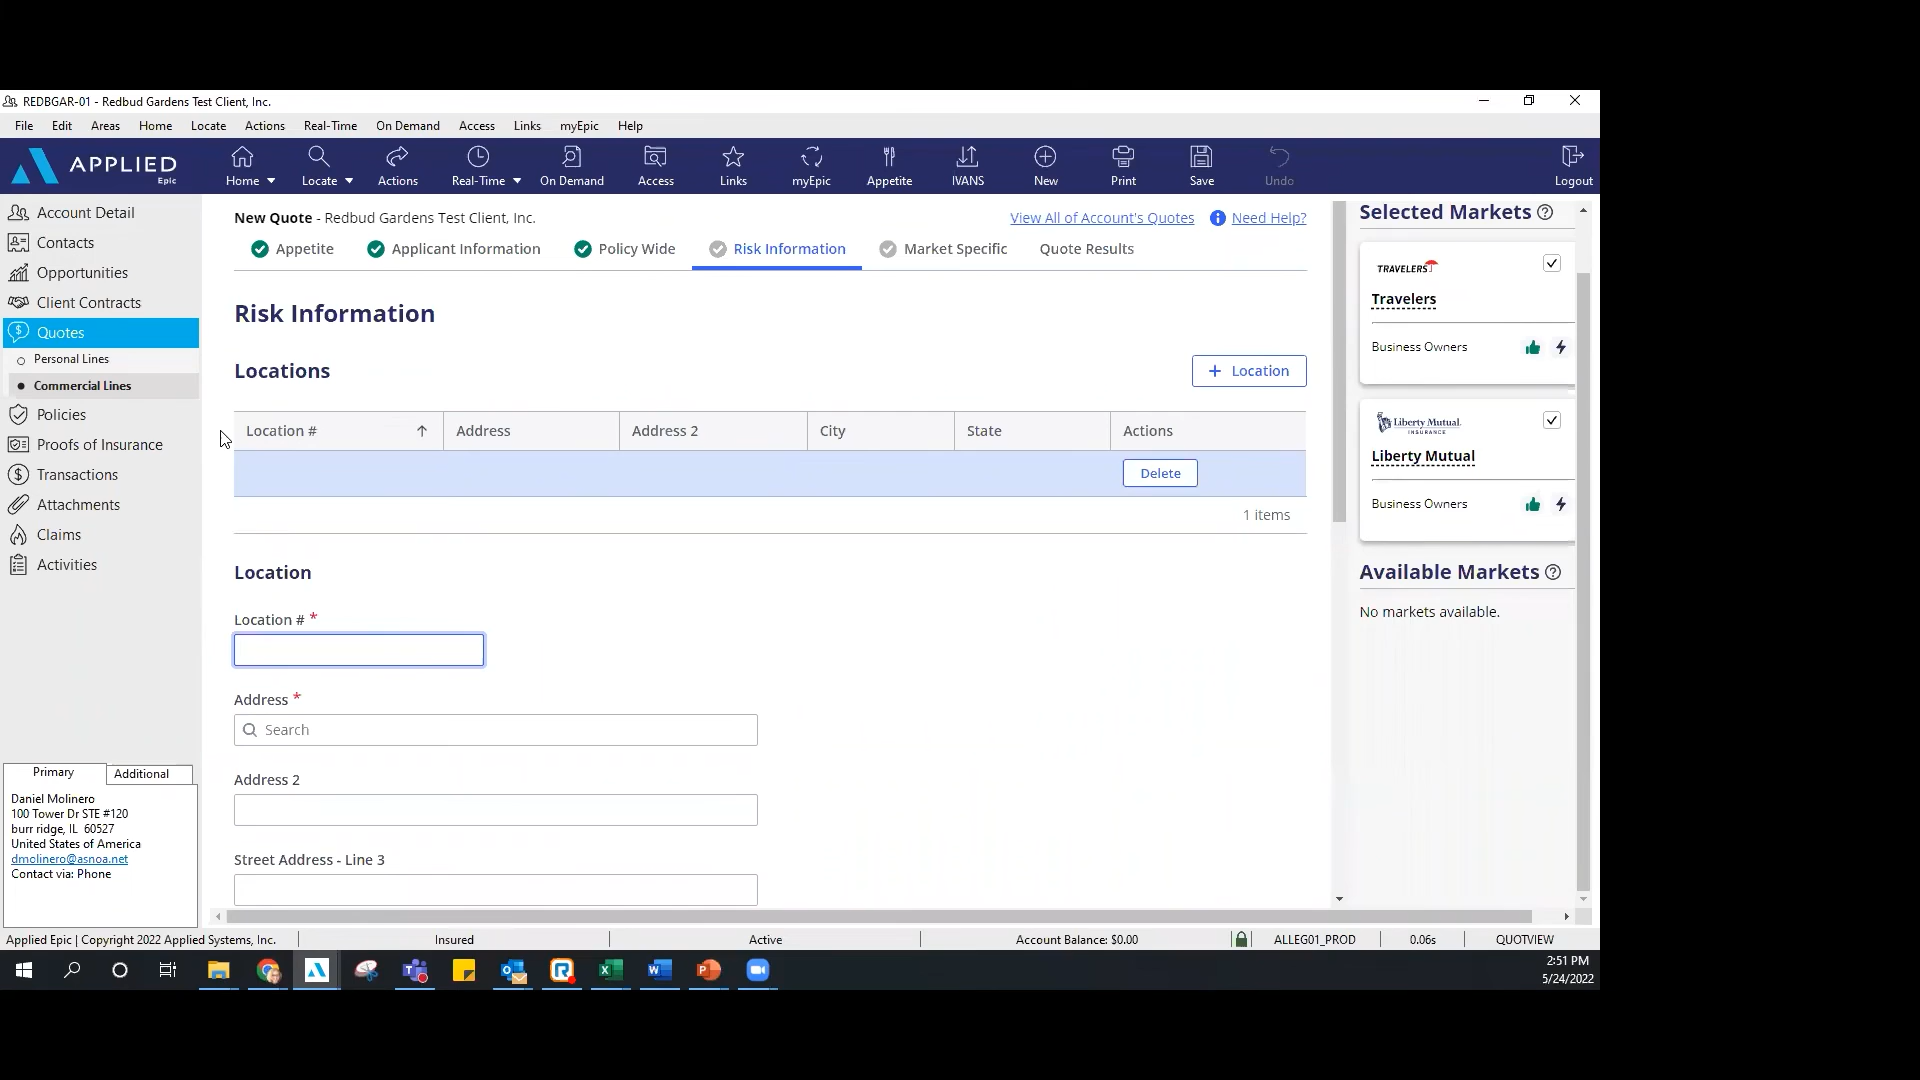 REDBGAR-01 - Redbud Gardens Test Client, Inc.
File Edit Areas Home Locate Actions Real-Time On Demand Access Links myEpic Help
APPLIED Epic
Home Locate Actions Real-Time On Demand Access Links myEpic Appetite IVANS New Print Save Undo Logout
Account Detail
Contacts
Opportunities
Client Contracts
Quotes
Personal Lines
Commercial Lines
Policies
Proofs of Insurance
Transactions
Attachments
Claims
Activities
Primary Additional
Daniel Molinero
100 Tower Dr STE #120
burr ridge, IL 60527
United States of America
dmolinero@asnoa.net
Contact via: Phone
New Quote - Redbud Gardens Test Client, Inc.
View All of Account's Quotes Need Help?
Appetite Applicant Information Policy Wide Risk Information Market Specific Quote Results
Risk Information
Locations
+ Location
Location # Address Address 2 City State Actions
Delete
1 items
Location
Location # *
Address *
Search
Address 2
Street Address - Line 3
Selected Markets
TRAVELERS
Travelers
Business Owners
Liberty Mutual
INSURANCE
Liberty Mutual
Business Owners
Available Markets
No markets available.
Applied Epic | Copyright 2022 Applied Systems, Inc. Insured Active Account Balance: $0.00 ALLEG01_PROD 0.06s QUOTVIEW
2:51 PM
5/24/2022